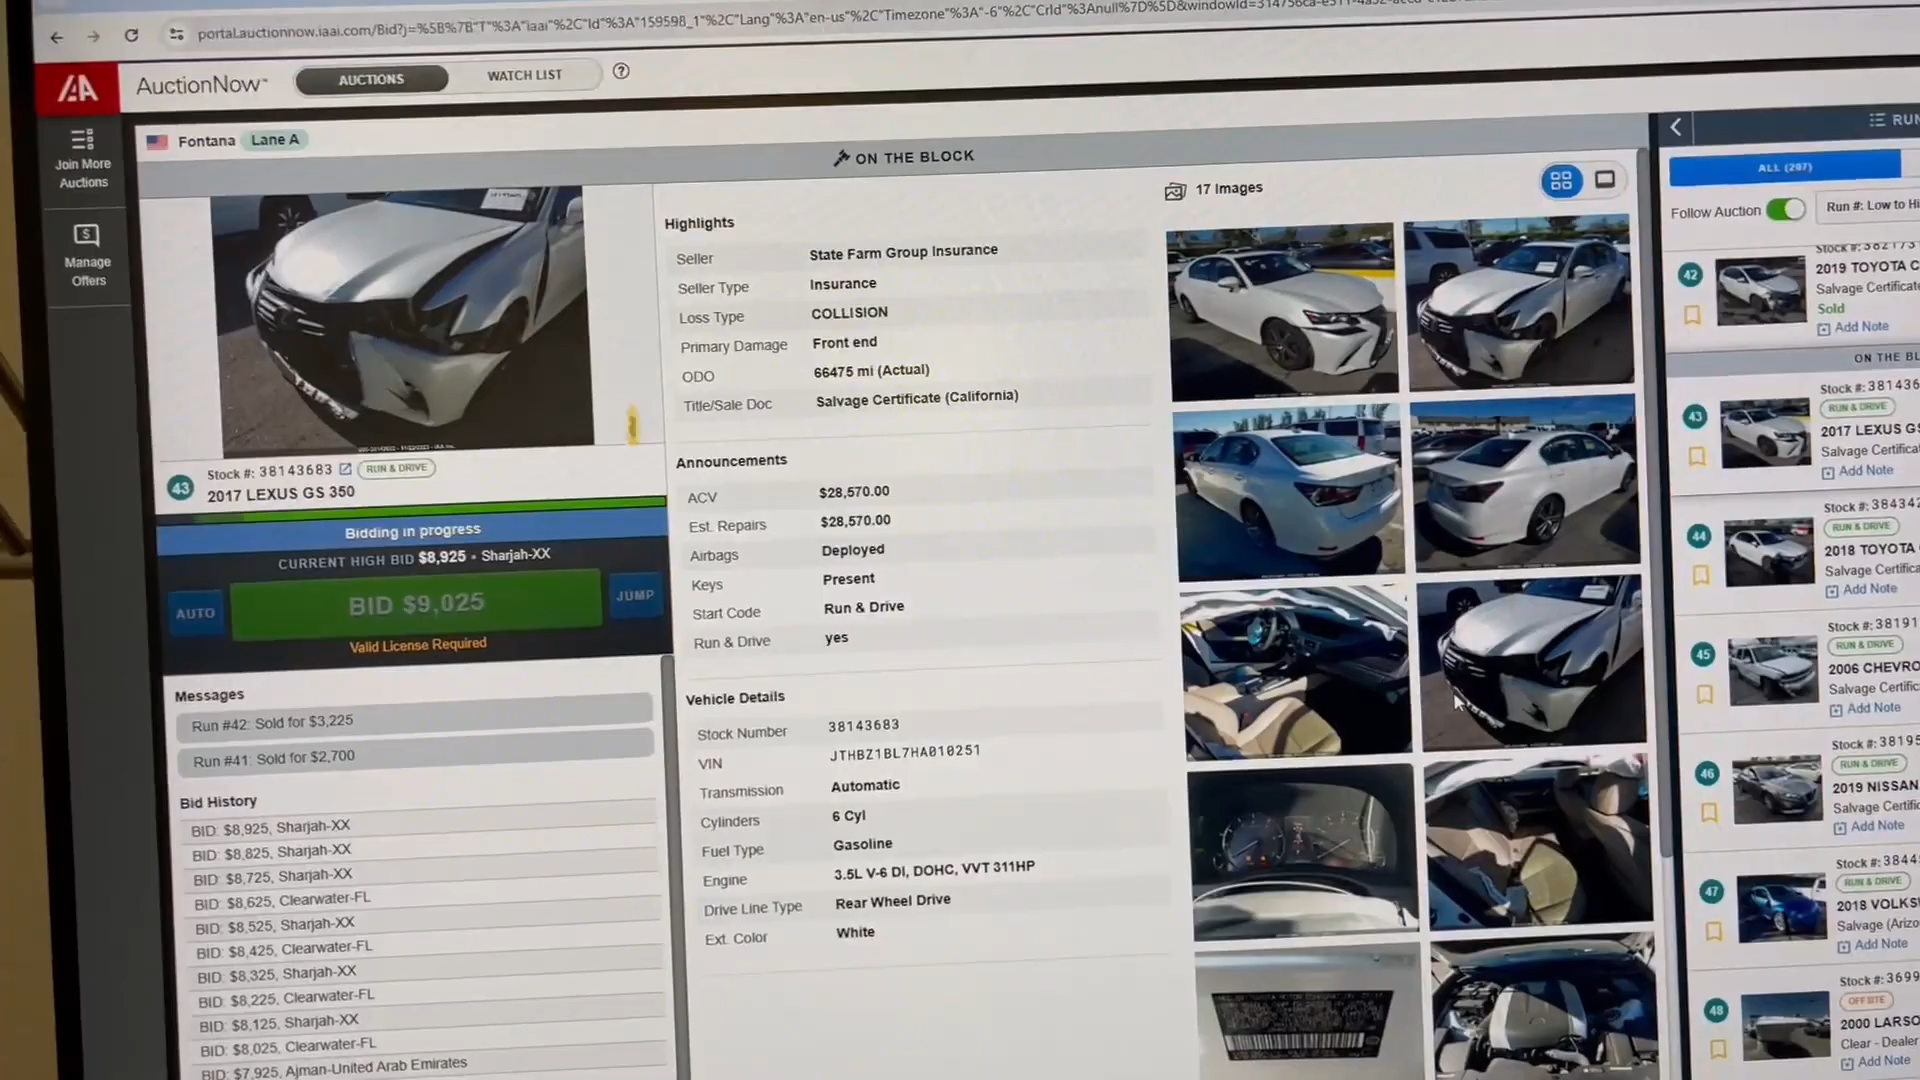 portal.auctionnow.iaai.com/Bid?j=%5B%7B"T"%3A"iaai"%2C"Id"%3A"159598_1"%2C"Lang"%3A"en-us"%2C"Timezone"%3A"-6"%2C"CrId"%3Anull%7D%5D&windowId=
IAA
AuctionNow
AUCTIONS
WATCH LIST
Join More
Auctions
Manage
Offers
Fontana Lane A
ON THE BLOCK
Stock #: 38143683 RUN & DRIVE
43
2017 LEXUS GS 350
Bidding in progress
CURRENT HIGH BID $8,925 • Sharjah-XX
AUTO
BID $9,025
JUMP
Valid License Required
Messages
Run #42: Sold for $3,225
Run #41: Sold for $2,700
Bid History
BID: $8,925, Sharjah-XX
BID: $8,825, Sharjah-XX
BID: $8,725, Sharjah-XX
BID: $8,625, Clearwater-FL
BID: $8,525, Sharjah-XX
BID: $8,425, Clearwater-FL
BID: $8,325, Sharjah-XX
BID: $8,225, Clearwater-FL
BID: $8,125, Sharjah-XX
BID: $8,025, Clearwater-FL
BID: $7,925, Ajman-United Arab Emirates
Highlights
Seller State Farm Group Insurance
Seller Type Insurance
Loss Type COLLISION
Primary Damage Front end
ODO 66475 mi (Actual)
Title/Sale Doc Salvage Certificate (California)
Announcements
ACV $28,570.00
Est. Repairs $28,570.00
Airbags Deployed
Keys Present
Start Code Run & Drive
Run & Drive yes
Vehicle Details
Stock Number 38143683
VIN JTHBZ1BL7HA010251
Transmission Automatic
Cylinders 6 Cyl
Fuel Type Gasoline
Engine 3.5L V-6 DI, DOHC, VVT 311HP
Drive Line Type Rear Wheel Drive
Ext. Color White
17 Images
RUN
ALL (207)
Follow Auction
Run #: Low to Hi
42
2019 TOYOTA C
Salvage Certificate
Sold
Add Note
ON THE BL
43
Stock #: 381436
RUN & DRIVE
2017 LEXUS GS
Salvage Certificat
Add Note
44
Stock #: 38434
RUN & DRIVE
2018 TOYOTA
Salvage Certifica
Add Note
45
Stock #: 38191
RUN & DRIVE
2006 CHEVRO
Salvage Certific
Add Note
46
Stock #: 38195
RUN & DRIVE
2019 NISSAN
Salvage Certific
Add Note
47
Stock #: 3844
RUN & DRIVE
2018 VOLKS
Salvage (Arizo
Add Note
48
Stock #: 3699
OFFSITE
2000 LARSO
Clear - Dealer
Add Note